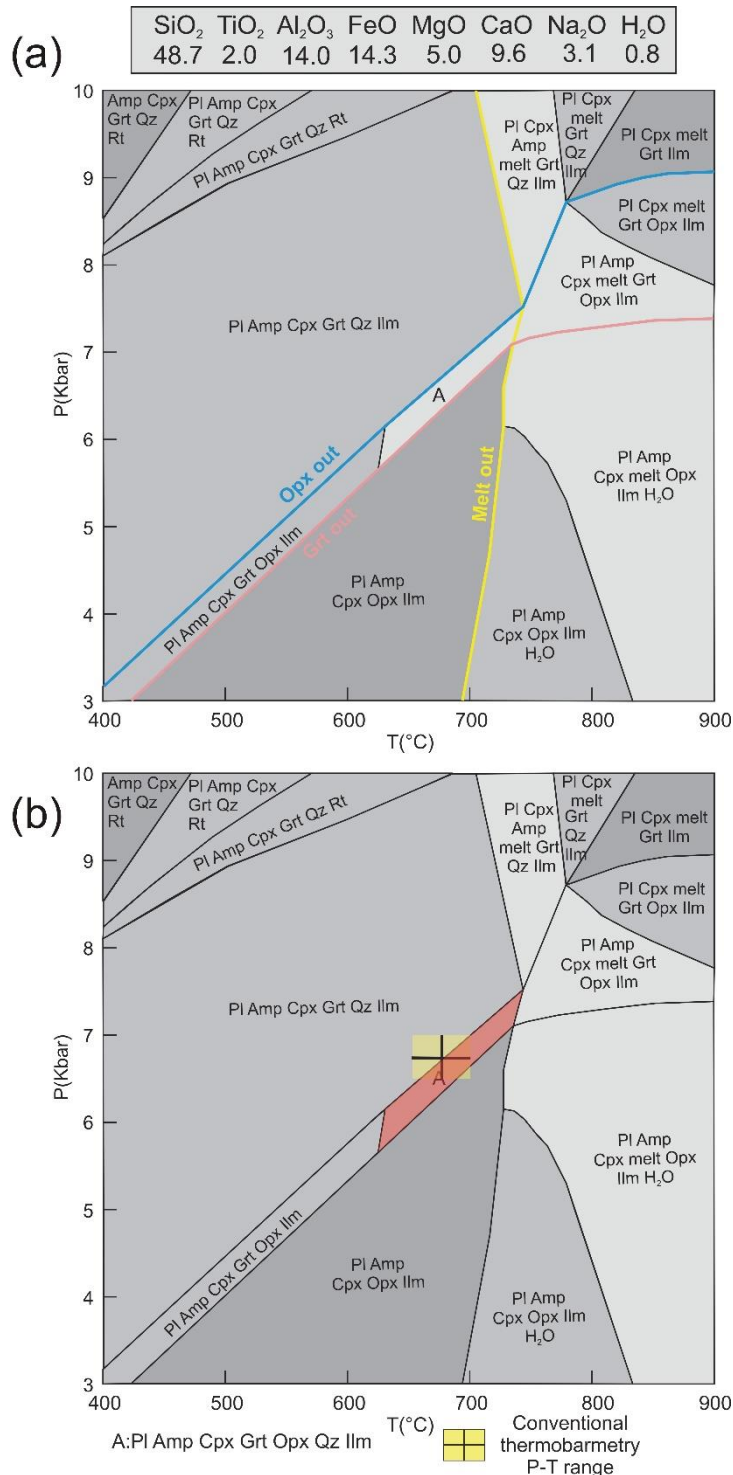 SiO₂ TiO₂ Al₂O₃ FeO MgO CaO Na₂O H₂O
48.7 2.0 14.0 14.3 5.0 9.6 3.1 0.8
(a)
10
9
8
7
6
5
4
3
P(Kbar)
Amp Cpx
Grt Qz
Rt
Pl Amp Cpx
Grt Qz
Rt
Pl Amp Cpx Grt Qz Rt
Pl Cpx
Amp
melt Grt
Qz Ilm
Pl Cpx
melt
Grt
Qz
Ilm
Pl Cpx melt
Grt Ilm
Pl Cpx melt
Grt Opx Ilm
Pl Amp
Cpx melt Grt
Opx Ilm
Pl Amp Cpx Grt Qz Ilm
A
Opx out
Grt out
Melt out
Pl Amp Cpx Grt Opx Ilm
Pl Amp
Cpx Opx Ilm
Pl Amp
Cpx melt Opx
Ilm H₂O
Pl Amp
Cpx Opx Ilm
H₂O
400 500 600 700 800 900
T(°C)
(b)
10
9
8
7
6
5
4
3
P(Kbar)
Amp Cpx
Grt Qz
Rt
Pl Amp Cpx
Grt Qz
Rt
Pl Amp Cpx Grt Qz Rt
Pl Cpx
Amp
melt Grt
Qz Ilm
Pl Cpx
melt
Grt
Qz
Ilm
Pl Cpx melt
Grt Ilm
Pl Cpx melt
Grt Opx Ilm
Pl Amp
Cpx melt Grt
Opx Ilm
Pl Amp Cpx Grt Qz Ilm
A
Pl Amp Cpx Grt Opx Ilm
Pl Amp
Cpx Opx Ilm
Pl Amp
Cpx melt Opx
Ilm H₂O
Pl Amp
Cpx Opx Ilm
H₂O
400 500 600 700 800 900
T(°C)
A:Pl Amp Cpx Grt Opx Qz Ilm
Conventional
thermobarmetry
P-T range